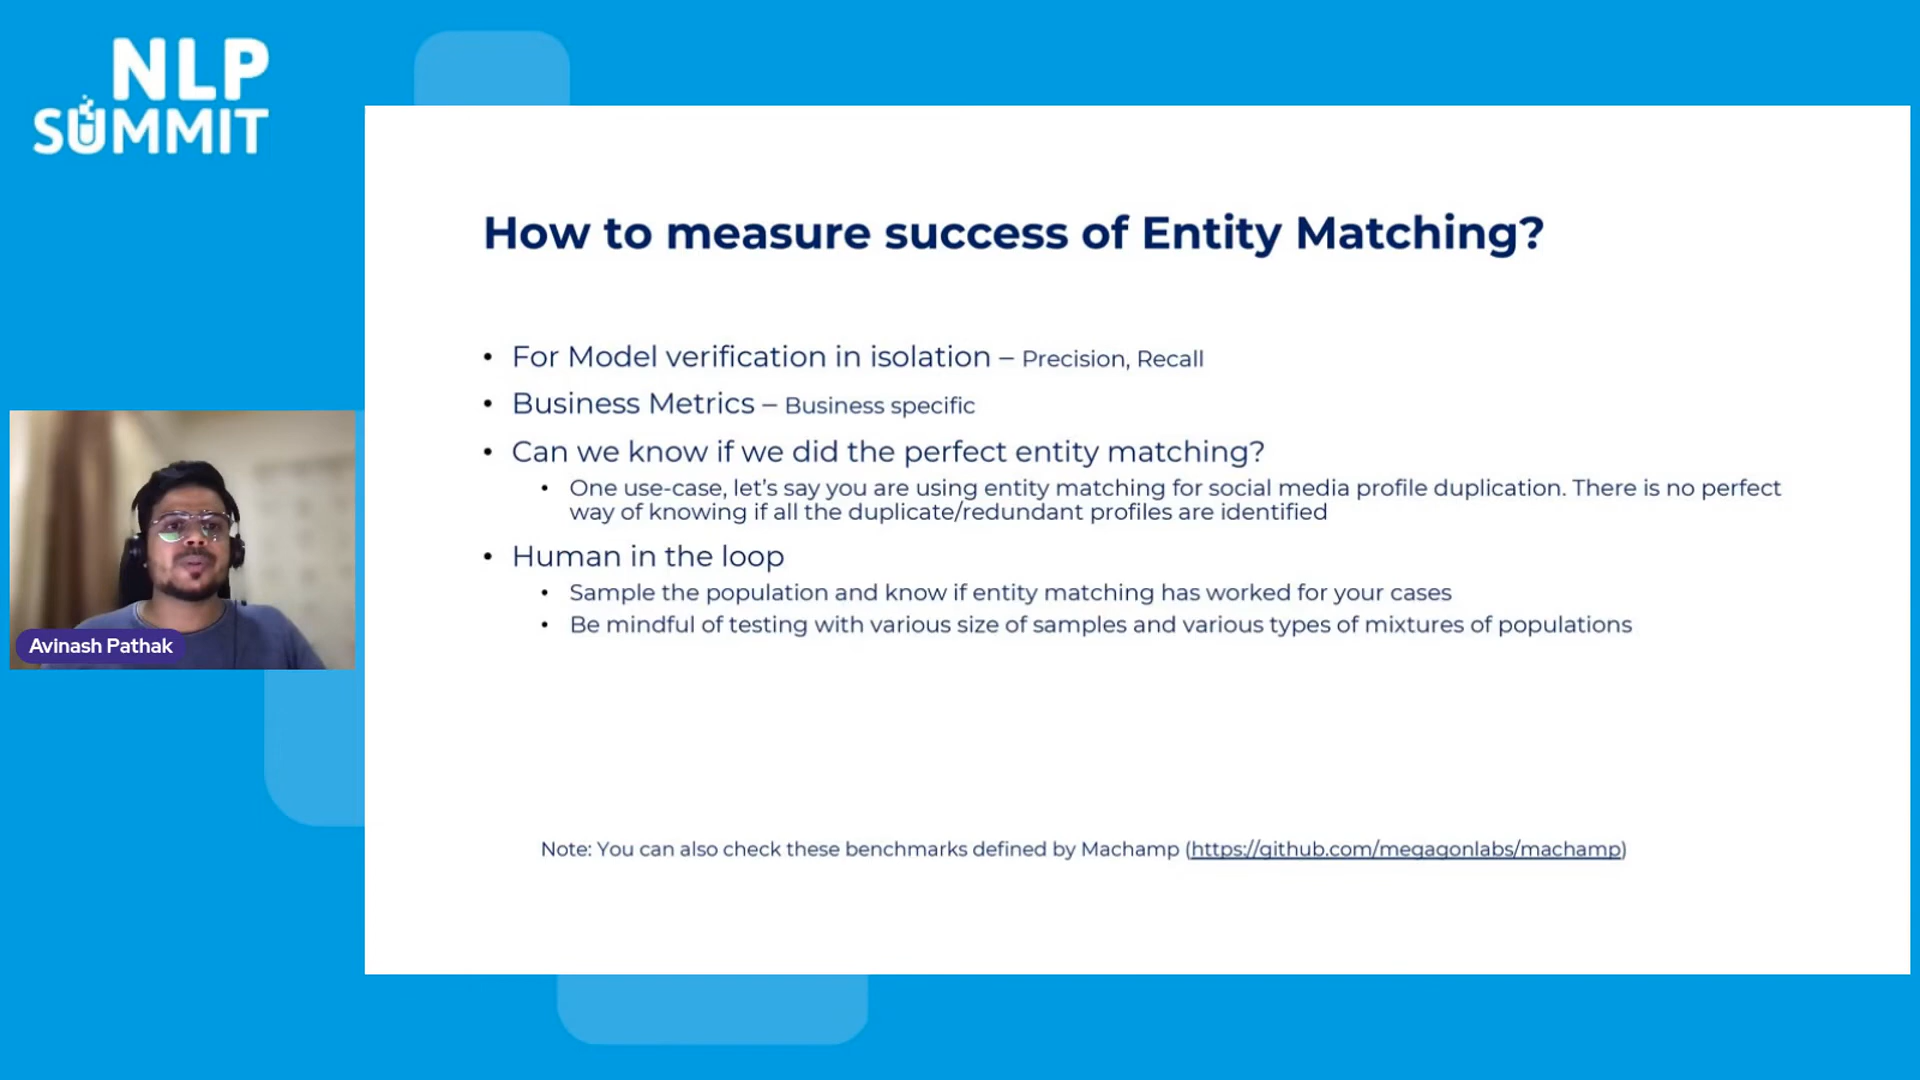 NLP
SUMMIT
How to measure success of Entity Matching?
• For Model verification in isolation – Precision, Recall
• Business Metrics – Business specific
• Can we know if we did the perfect entity matching?
• One use-case, let's say you are using entity matching for social media profile duplication. There is no perfect
way of knowing if all the duplicate/redundant profiles are identified
• Human in the loop
• Sample the population and know if entity matching has worked for your cases
• Be mindful of testing with various size of samples and various types of mixtures of populations
Avinash Pathak
Note: You can also check these benchmarks defined by Machamp (https://github.com/megagonlabs/machamp)